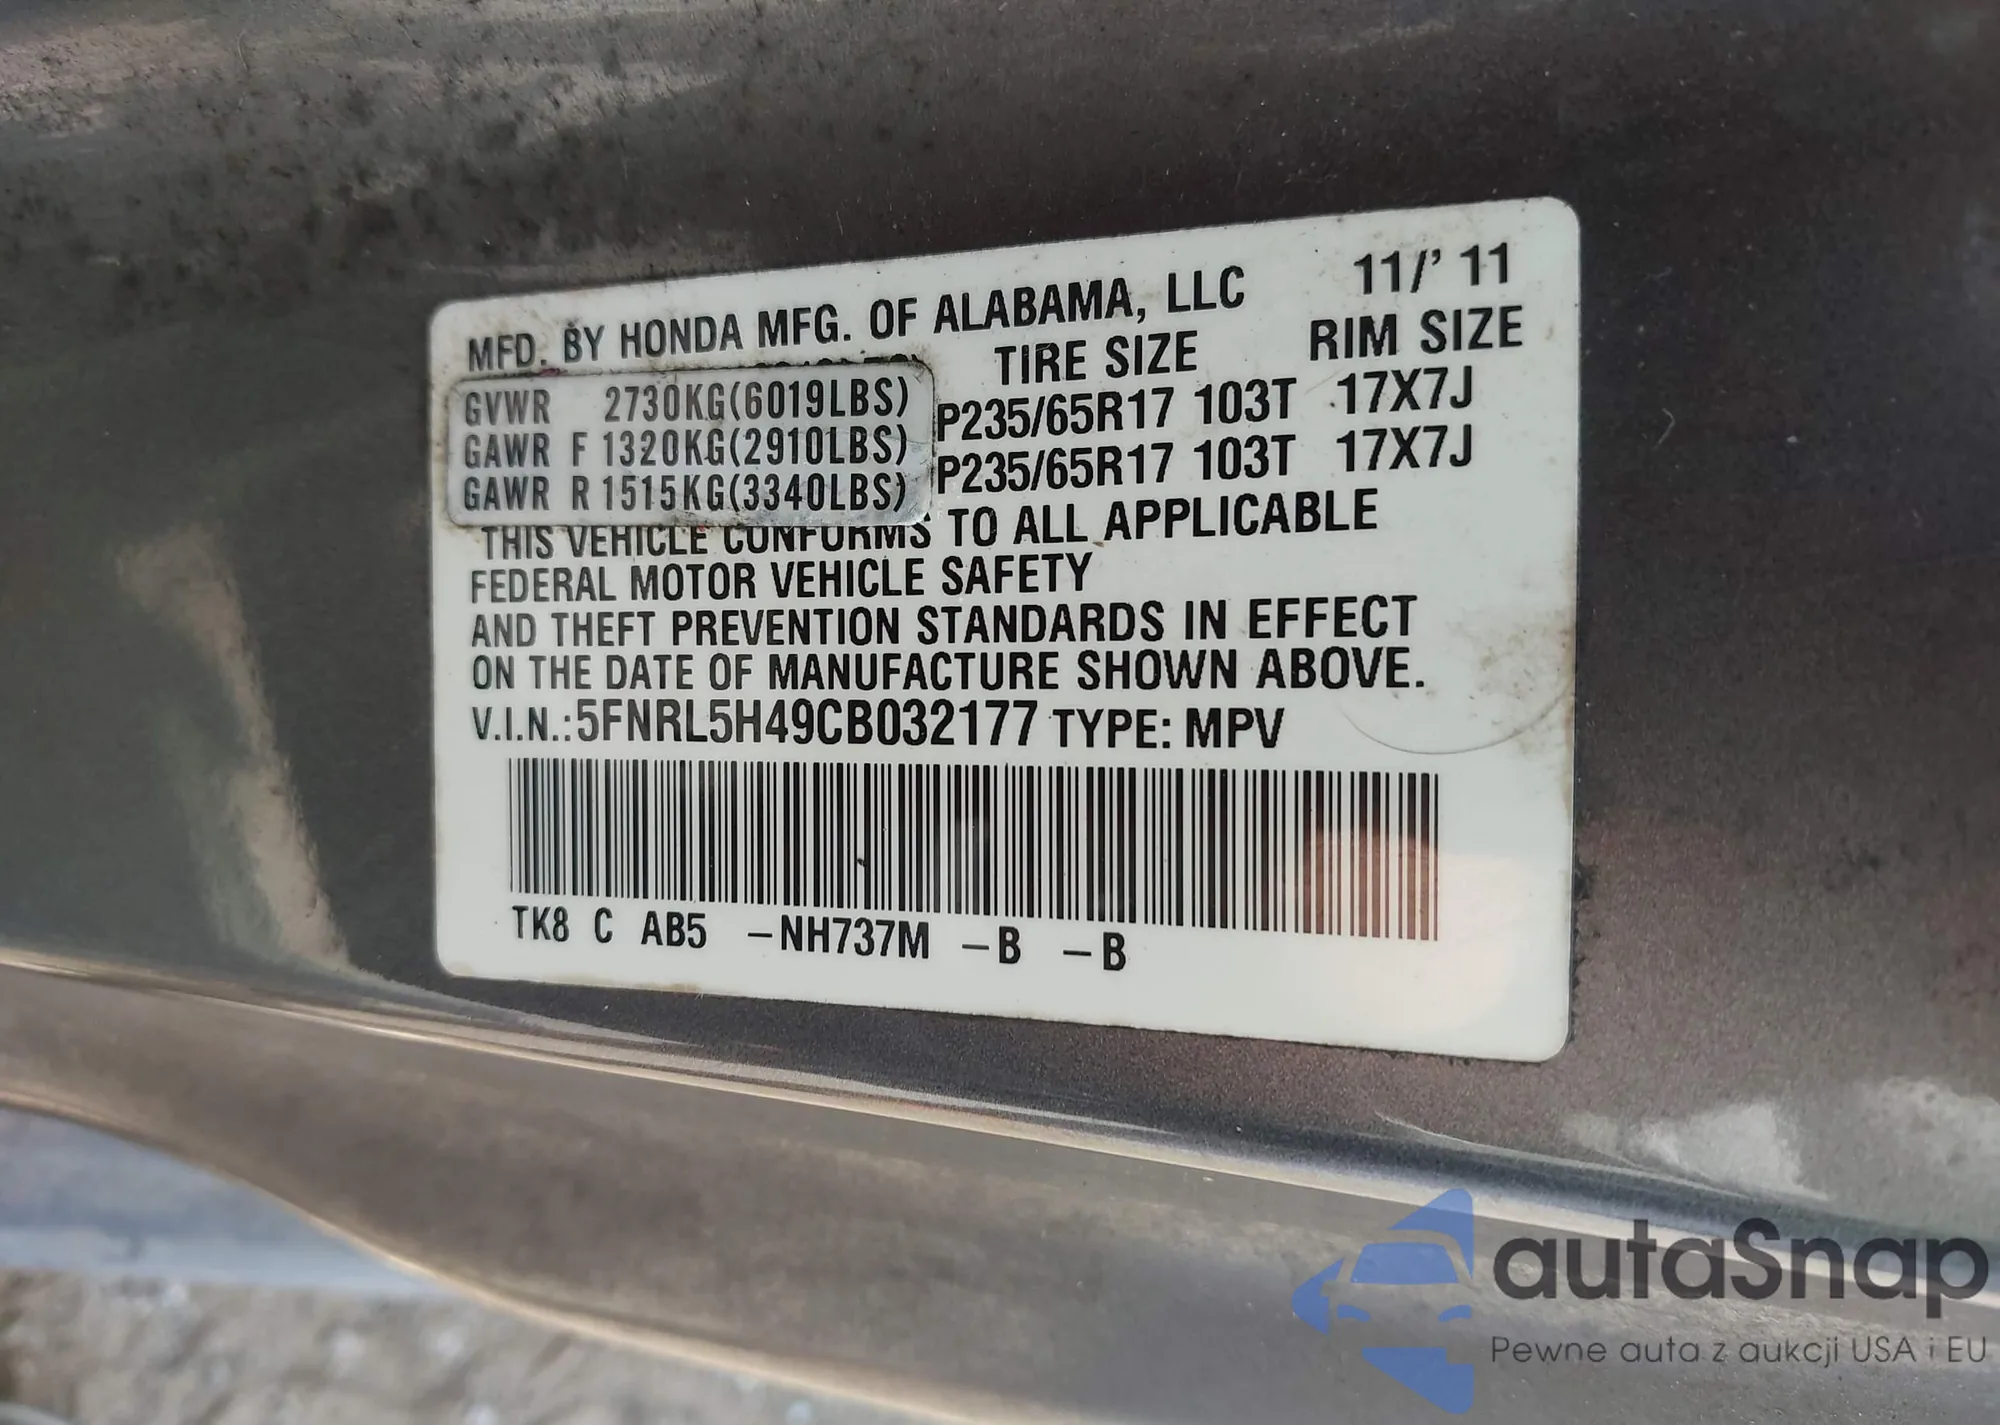 MFD. BY HONDA MFG. OF ALABAMA, LLC 11/' 11
TIRE SIZE RIM SIZE
GVWR 2730KG(6019LBS)
GAWR F 1320KG(2910LBS) P235/65R17 103T 17X7J
GAWR R 1515KG(3340LBS) P235/65R17 103T 17X7J
THIS VEHICLE CONFORMS TO ALL APPLICABLE
FEDERAL MOTOR VEHICLE SAFETY
AND THEFT PREVENTION STANDARDS IN EFFECT
ON THE DATE OF MANUFACTURE SHOWN ABOVE.
V.I.N.:5FNRL5H49CB032177 TYPE: MPV
TK8 C AB5 -NH737M -B -B
autaSnap
Pewne auta z aukcji USA i EU